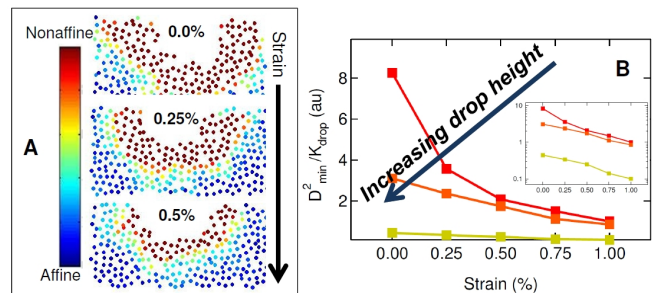 Nonaffine
0.0%
Strain
0.25%
A
0.5%
Affine
B
Increasing drop height
D²min/Kdrop (au)
8
6
4
2
0.00 0.25 0.50 0.75 1.00
Strain (%)
10
1
0.1
0.00 0.25 0.50 0.75 1.00